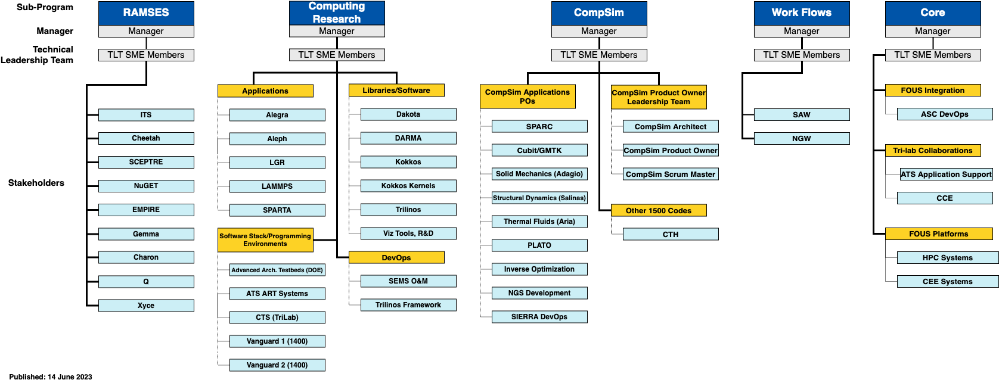 Sub-Program
Manager
Technical
Leadership Team
Stakeholders
RAMSES
Manager
TLT SME Members
ITS
Cheetah
SCEPTRE
NuGET
EMPIRE
Gemma
Charon
Q
Xyce
Computing
Research
Manager
TLT SME Members
Applications
Alegra
Aleph
LGR
LAMMPS
SPARTA
Software Stack/Programming
Environments
Advanced Arch. Testbeds (DOE)
ATS ART Systems
CTS (TriLab)
Vanguard 1 (1400)
Vanguard 2 (1400)
Libraries/Software
Dakota
DARMA
Kokkos
Kokkos Kernels
Trilinos
Viz Tools, R&D
DevOps
SEMS O&M
Trilinos Framework
CompSim
Manager
TLT SME Members
CompSim Applications
POs
SPARC
Cubit/GMTK
Solid Mechanics (Adagio)
Structural Dynamics (Salinas)
Thermal Fluids (Aria)
PLATO
Inverse Optimization
NGS Development
SIERRA DevOps
CompSim Product Owner
Leadership Team
CompSim Architect
CompSim Product Owner
CompSim Scrum Master
Other 1500 Codes
CTH
Work Flows
Manager
TLT SME Members
SAW
NGW
Core
Manager
TLT SME Members
FOUS Integration
ASC DevOps
Tri-lab Collaborations
ATS Application Support
CCE
FOUS Platforms
HPC Systems
CEE Systems
Published: 14 June 2023